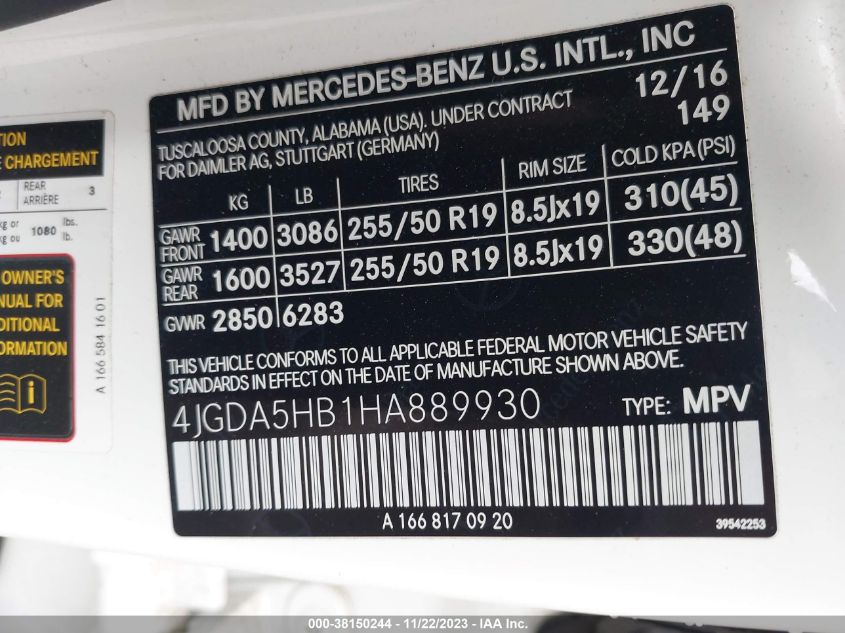 MFD BY MERCEDES-BENZ U.S. INTL., INC
TUSCALOOSA COUNTY, ALABAMA (USA), UNDER CONTRACT 12/16
FOR DAIMLER AG, STUTTGART (GERMANY) 149
KG LB TIRES RIM SIZE COLD KPA(PSI)
GAWR FRONT 1400 3086 255/50 R19 8.5Jx19 310(45)
GAWR REAR 1600 3527 255/50 R19 8.5Jx19 330(48)
GVWR 2850 6283
THIS VEHICLE CONFORMS TO ALL APPLICABLE FEDERAL MOTOR VEHICLE SAFETY
STANDARDS IN EFFECT ON THE DATE OF MANUFACTURE SHOWN ABOVE.
4JGDA5HB1HA889930 TYPE: MPV
A 166 817 09 20 39542253
CHARGEMENT
REAR
ARRIÈRE 3
kg or 1080 lbs.
kg ou lb.
OWNER'S
FOR
A 166 584 16 01
000-38150244 - 11/22/2023 - © IAA Inc.